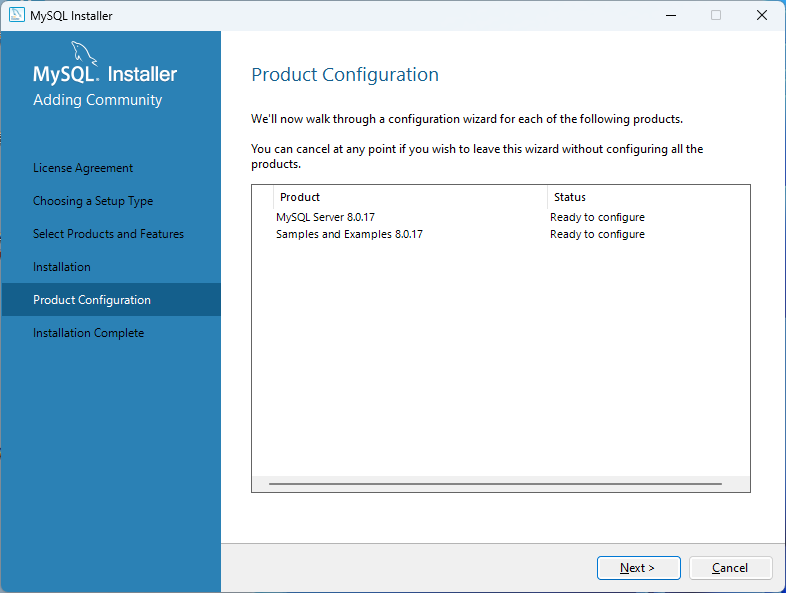 MySQL Installer
MySQL. Installer
Adding Community
License Agreement
Choosing a Setup Type
Select Products and Features
Installation
Product Configuration
Installation Complete
Product Configuration
We'll now walk through a configuration wizard for each of the following products.
You can cancel at any point if you wish to leave this wizard without configuring all the
products.
Product Status
MySQL Server 8.0.17 Ready to configure
Samples and Examples 8.0.17 Ready to configure
Next > Cancel